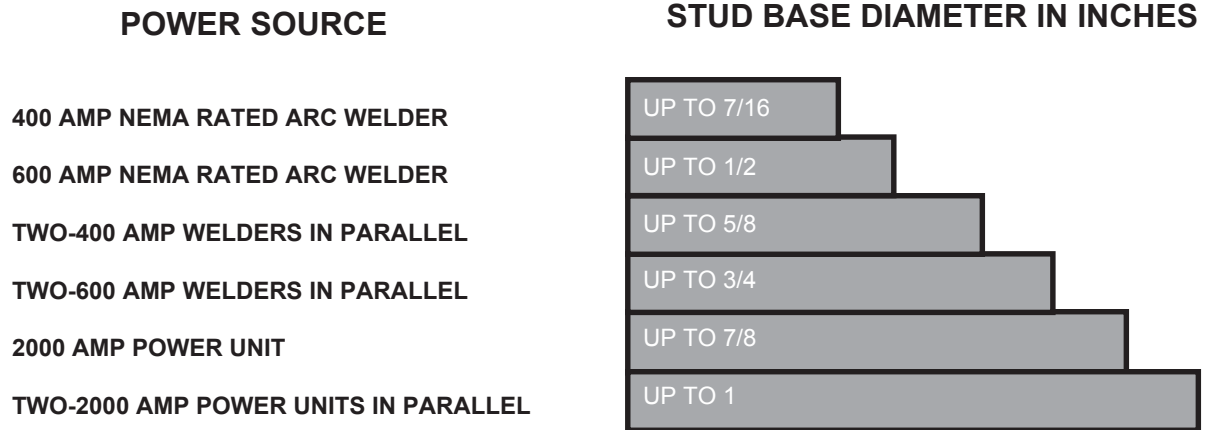 POWER SOURCE
STUD BASE DIAMETER IN INCHES
400 AMP NEMA RATED ARC WELDER
UP TO 7/16
600 AMP NEMA RATED ARC WELDER
UP TO 1/2
TWO-400 AMP WELDERS IN PARALLEL
UP TO 5/8
TWO-600 AMP WELDERS IN PARALLEL
UP TO 3/4
2000 AMP POWER UNIT
UP TO 7/8
TWO-2000 AMP POWER UNITS IN PARALLEL
UP TO 1